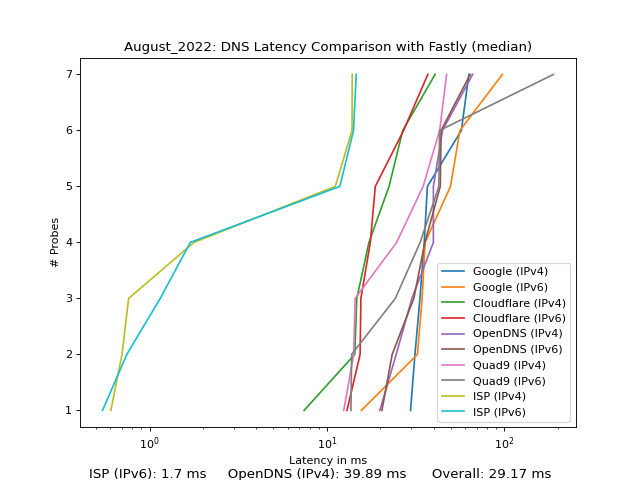 August_2022: DNS Latency Comparison with Fastly (median)
7
6
5
4
3
2
1
# Probes
Google (IPv4)
Google (IPv6)
Cloudflare (IPv4)
Cloudflare (IPv6)
OpenDNS (IPv4)
OpenDNS (IPv6)
Quad9 (IPv4)
Quad9 (IPv6)
ISP (IPv4)
ISP (IPv6)
10⁰ 10¹ 10²
Latency in ms
ISP (IPv6): 1.7 ms OpenDNS (IPv4): 39.89 ms Overall: 29.17 ms